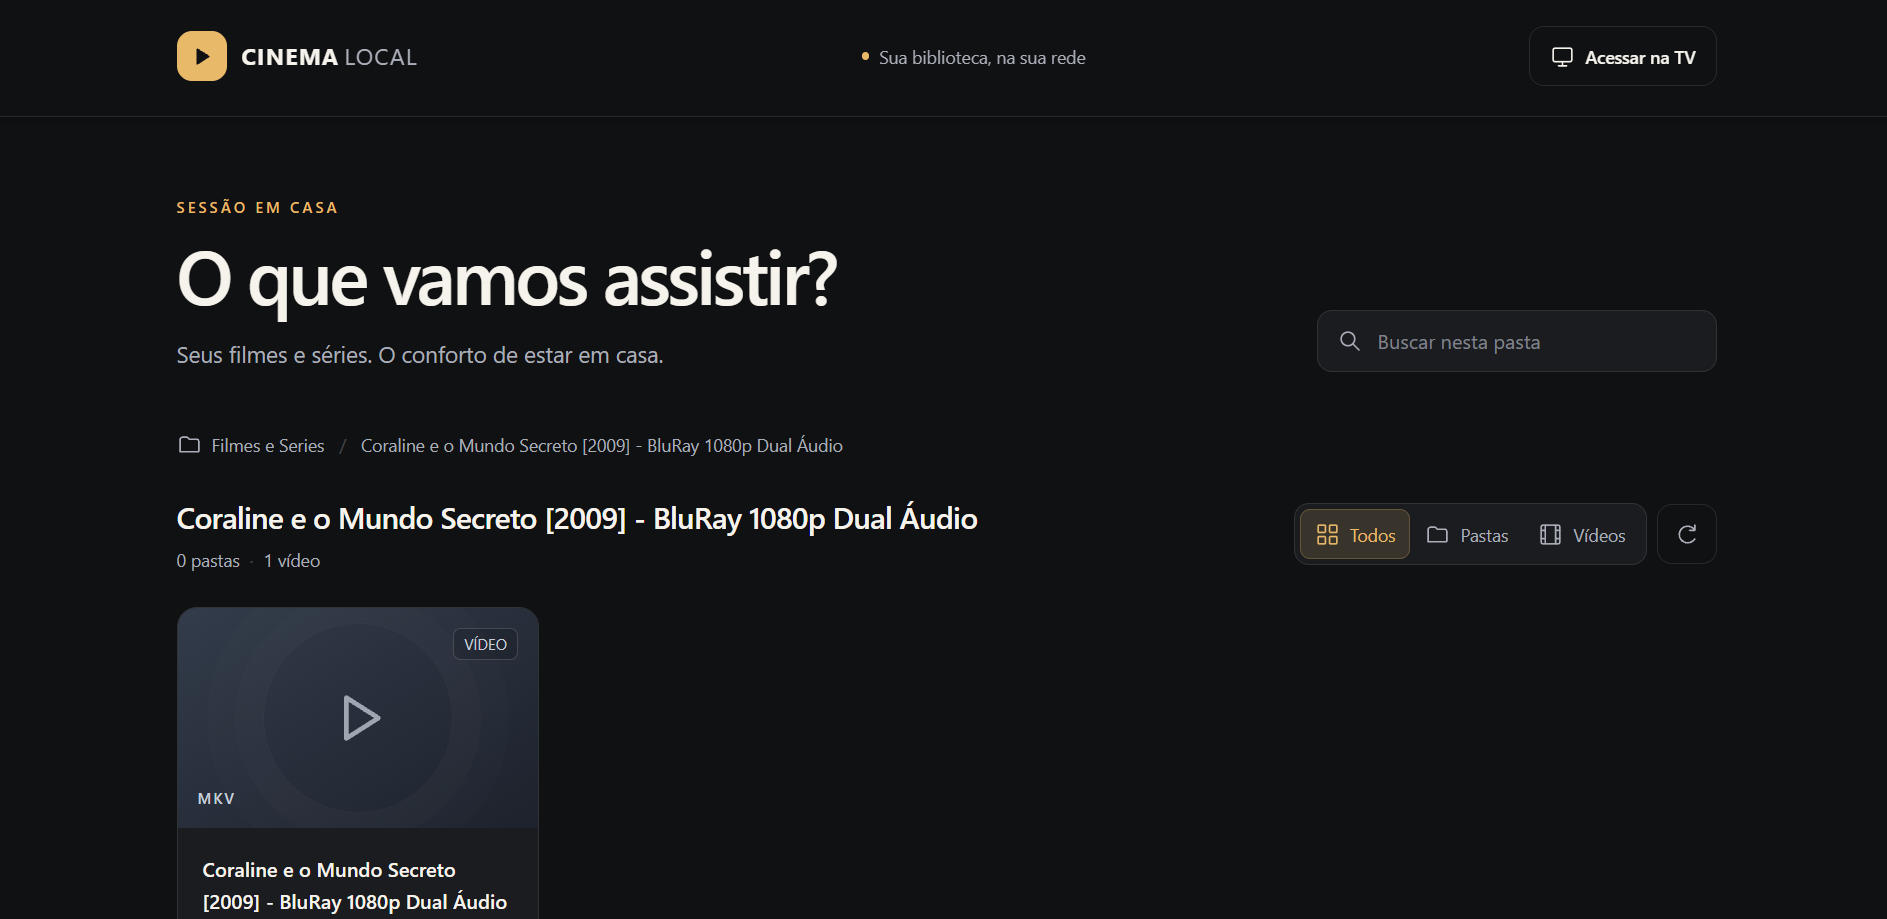 CINEMA LOCAL
Sua biblioteca, na sua rede
Acessar na TV
SESSÃO EM CASA
O que vamos assistir?
Seus filmes e séries. O conforto de estar em casa.
Buscar nesta pasta
Filmes e Series / Coraline e o Mundo Secreto [2009] - BluRay 1080p Dual Áudio
Coraline e o Mundo Secreto [2009] - BluRay 1080p Dual Áudio
0 pastas · 1 vídeo
Todos
Pastas
Vídeos
VÍDEO
MKV
Coraline e o Mundo Secreto
[2009] - BluRay 1080p Dual Áudio